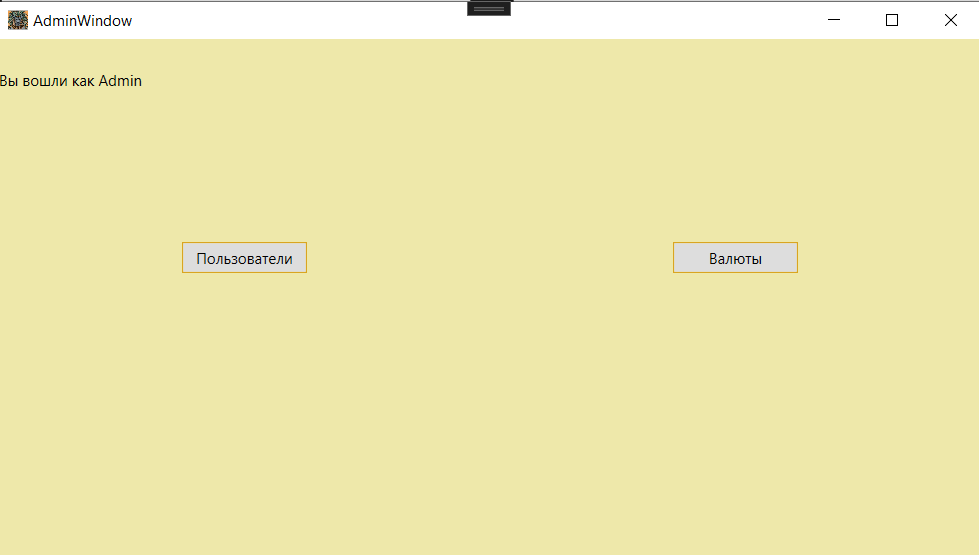 AdminWindow
Вы вошли как Admin
Пользователи
Валюты